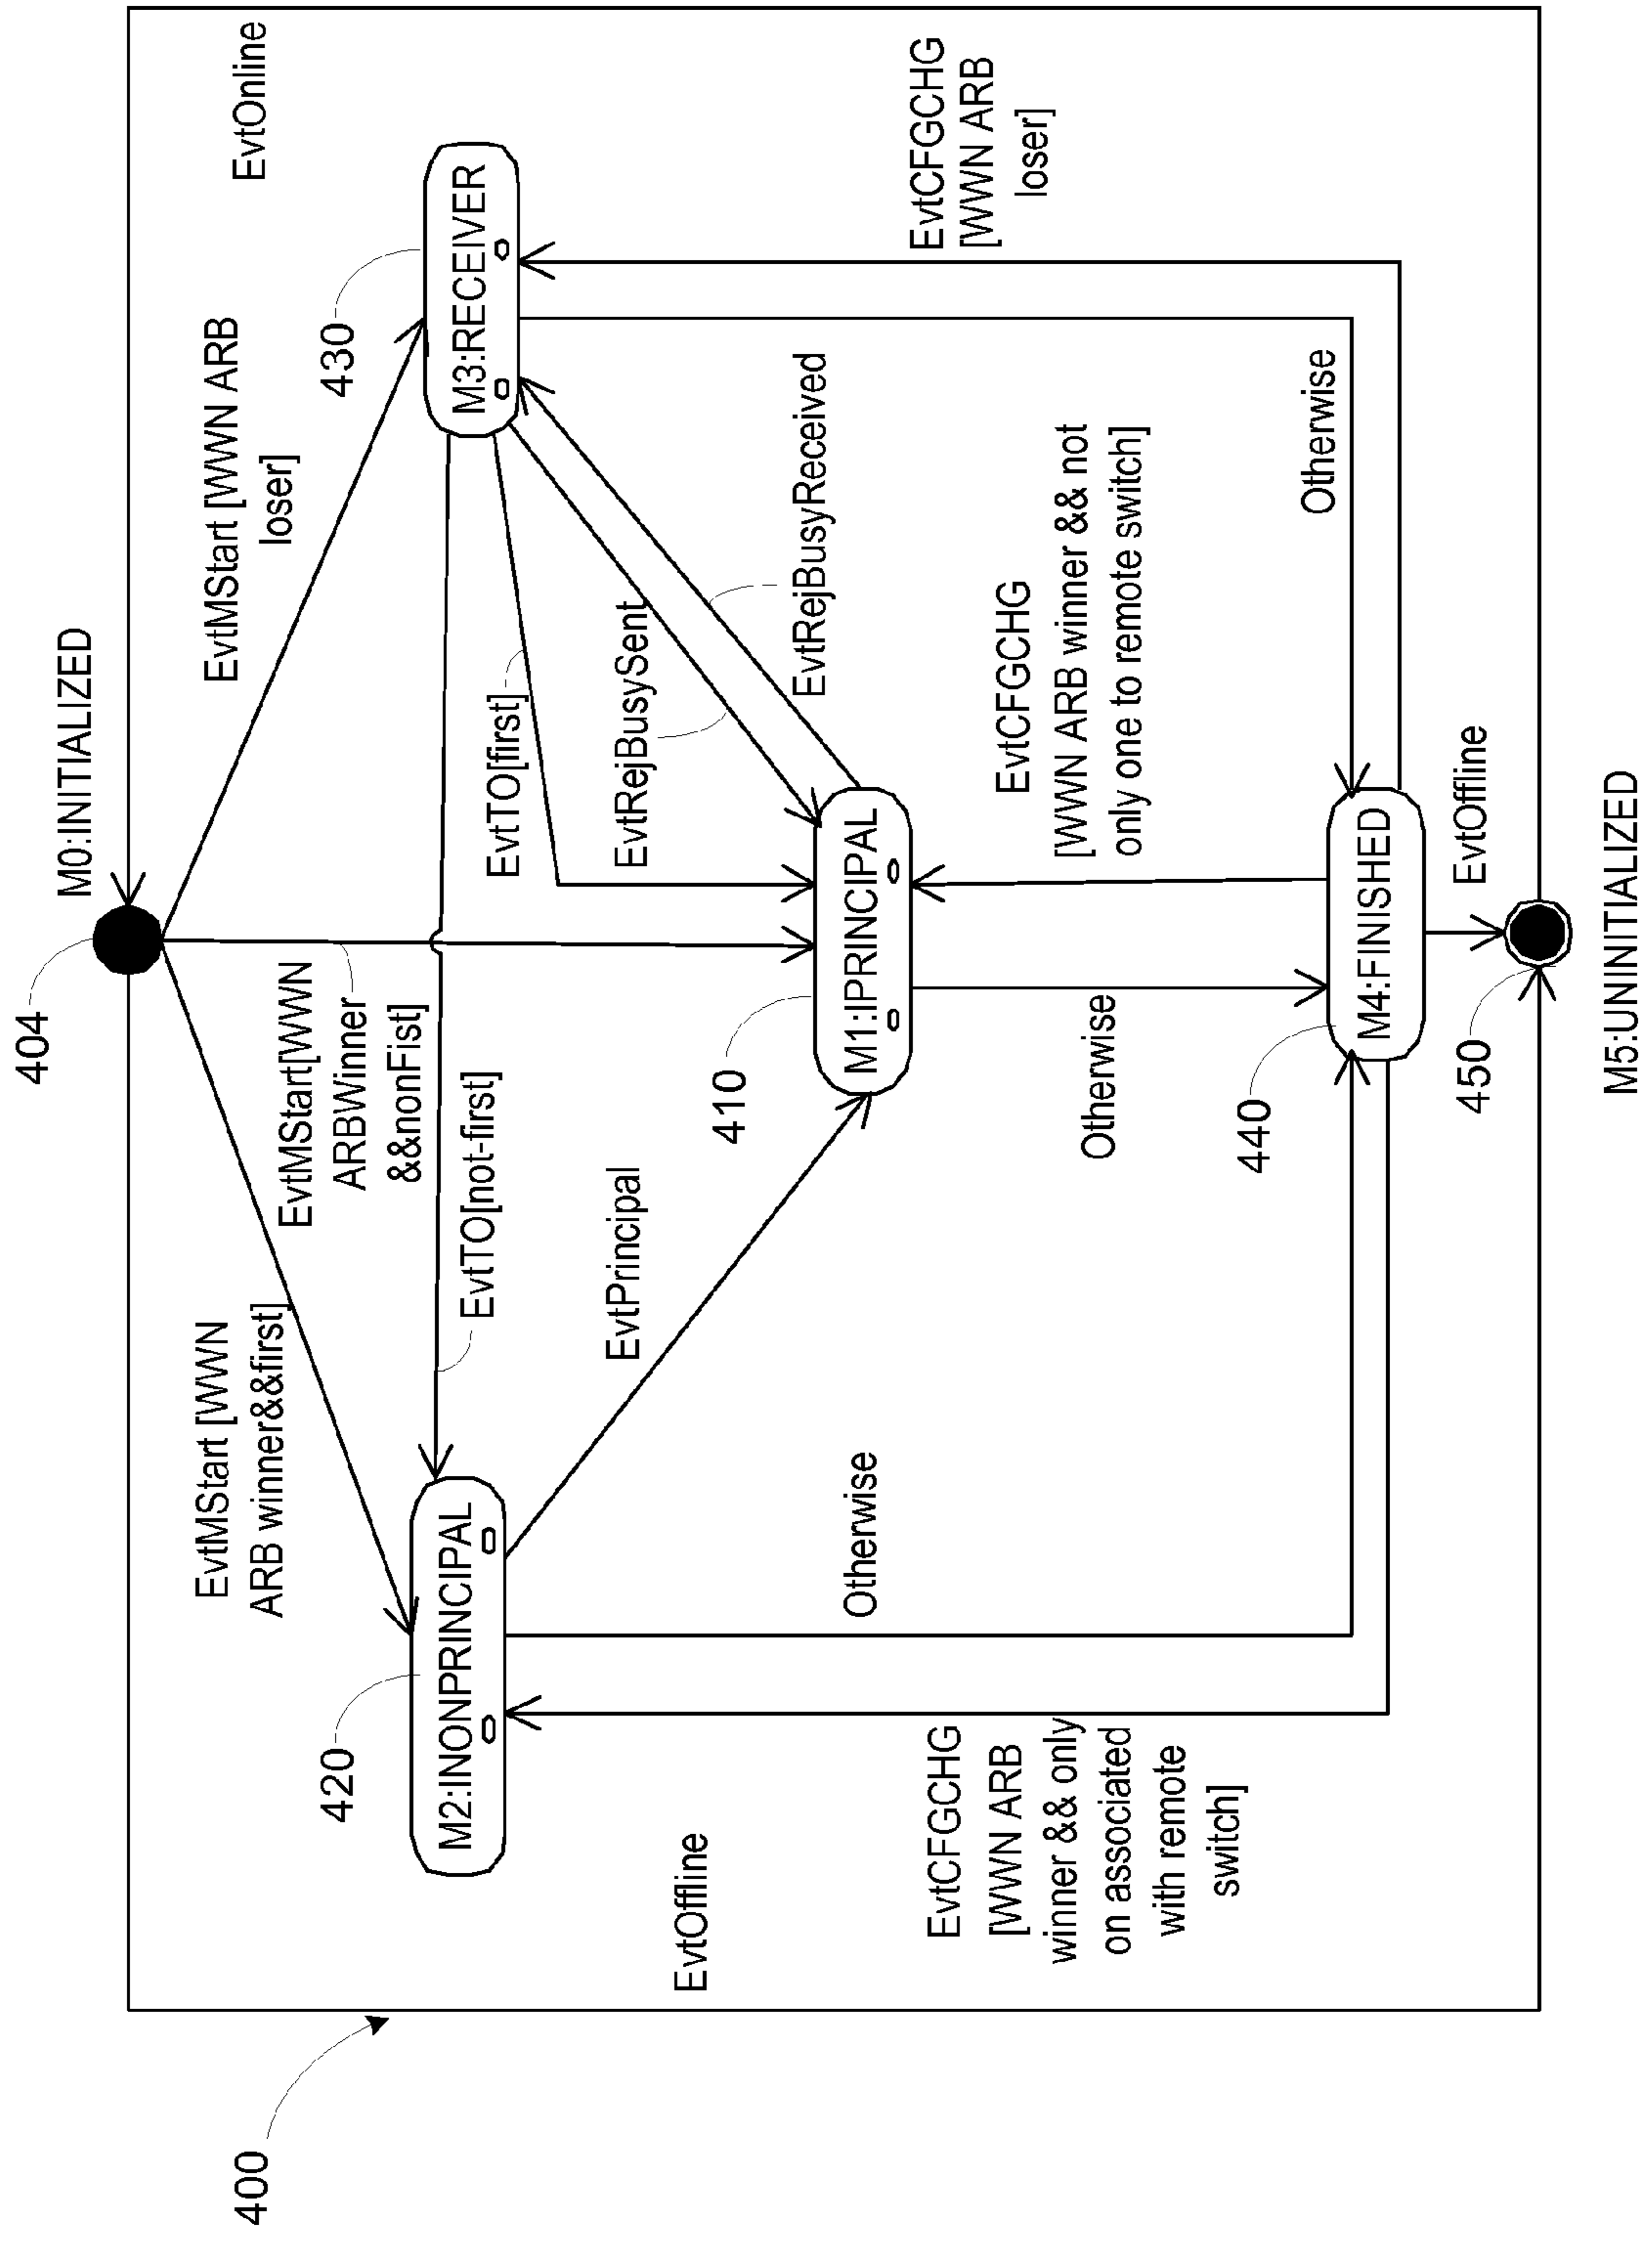 400
404
M0:INITIALIZED
EvtOnline
EvtMStart [WWN
ARB winner&&first]
EvtMStart[WWN
ARBWinner
&&nonFist]
EvtMStart [WWN ARB
loser]
420
M2:INONPRINCIPAL
430
M3:RECEIVER
EvtTO[not-first]
EvtTO[first]
EvtRejBusySent
EvtRejBusyReceived
EvtPrincipal
EvtOffline
410
M1:IPRINCIPAL
Otherwise
EvtCFGCHG
[WWN ARB
winner && only
on associated
with remote
switch]
Otherwise
EvtCFGCHG
[WWN ARB winner && not
only one to remote switch]
EvtCFGCHG
[WWN ARB
loser]
Otherwise
440
M4:FINISHED
EvtOffline
450
M5:UNINITIALIZED